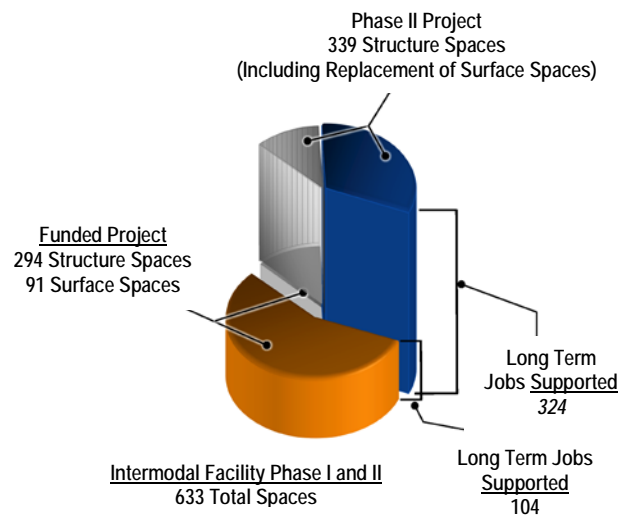 Phase II Project
339 Structure Spaces
(Including Replacement of Surface Spaces)
Funded Project
294 Structure Spaces
91 Surface Spaces
Long Term
Jobs Supported
324
Long Term Jobs
Supported
104
Intermodal Facility Phase I and II
633 Total Spaces